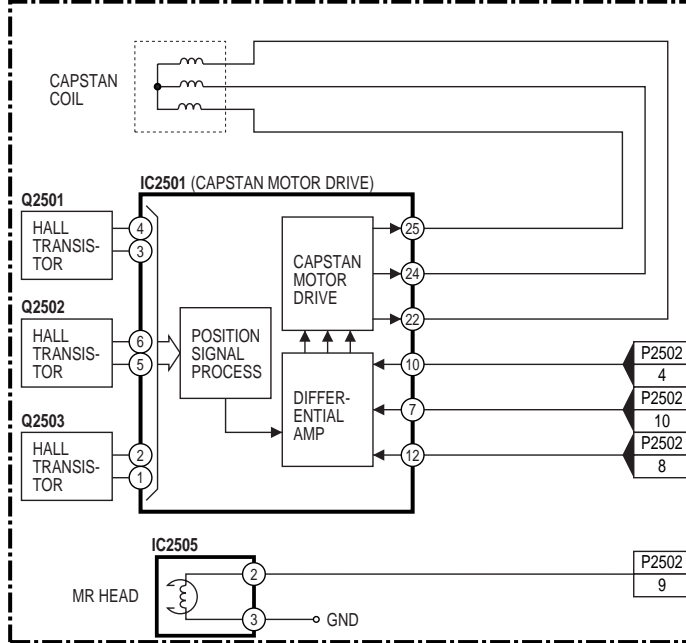 CAPSTAN
COIL
IC2501 (CAPSTAN MOTOR DRIVE)
Q2501
HALL
TRANSIS-
TOR
4
3
Q2502
HALL
TRANSIS-
TOR
6
5
Q2503
HALL
TRANSIS-
TOR
2
1
POSITION
SIGNAL
PROCESS
CAPSTAN
MOTOR
DRIVE
DIFFER-
ENTIAL
AMP
25
24
22
10
7
12
P2502
4
P2502
10
P2502
8
IC2505
MR HEAD
2
3
GND
P2502
9